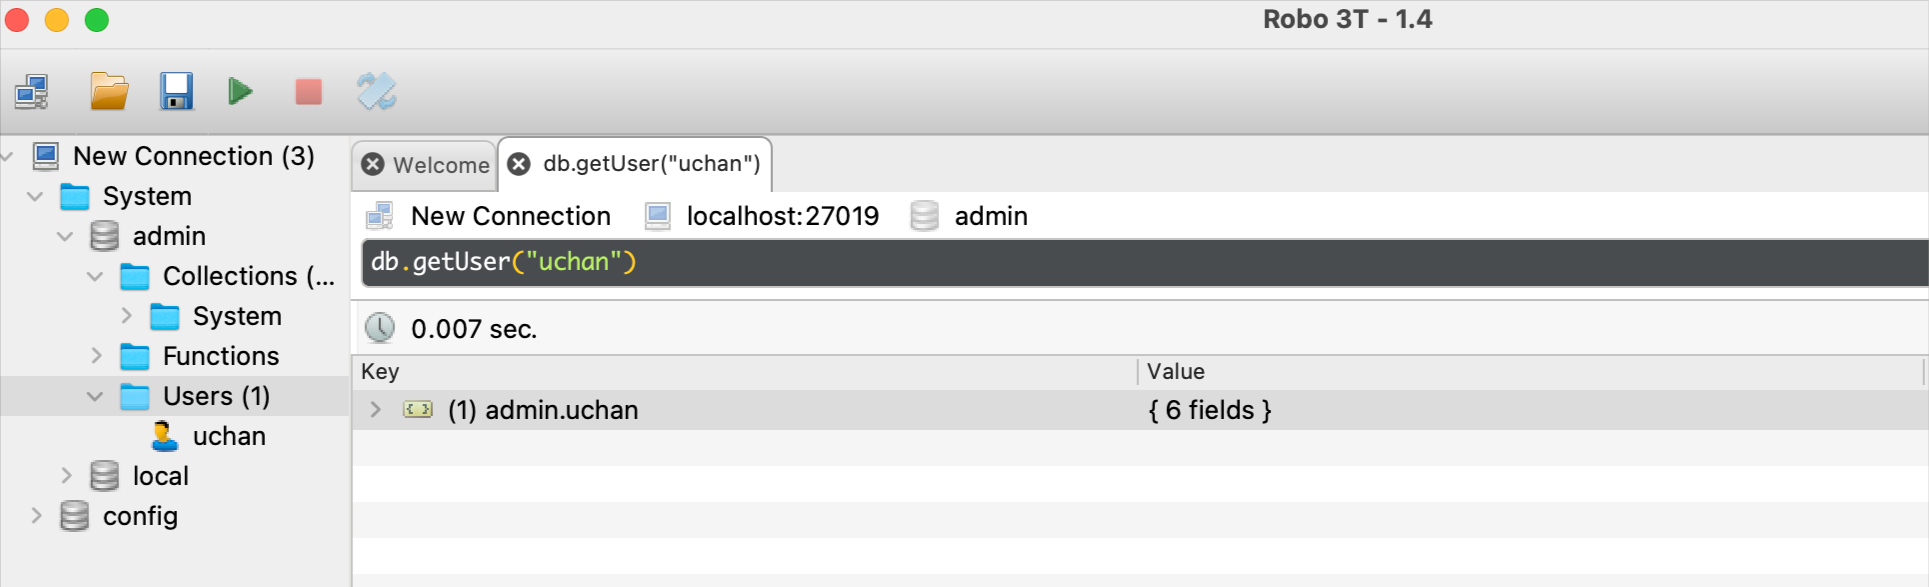 Robo 3T - 1.4
New Connection (3)
System
admin
Collections (...
System
Functions
Users (1)
uchan
local
config
Welcome
db.getUser("uchan")
New Connection localhost:27019 admin
db.getUser("uchan")
0.007 sec.
Key Value
(1) admin.uchan { 6 fields }